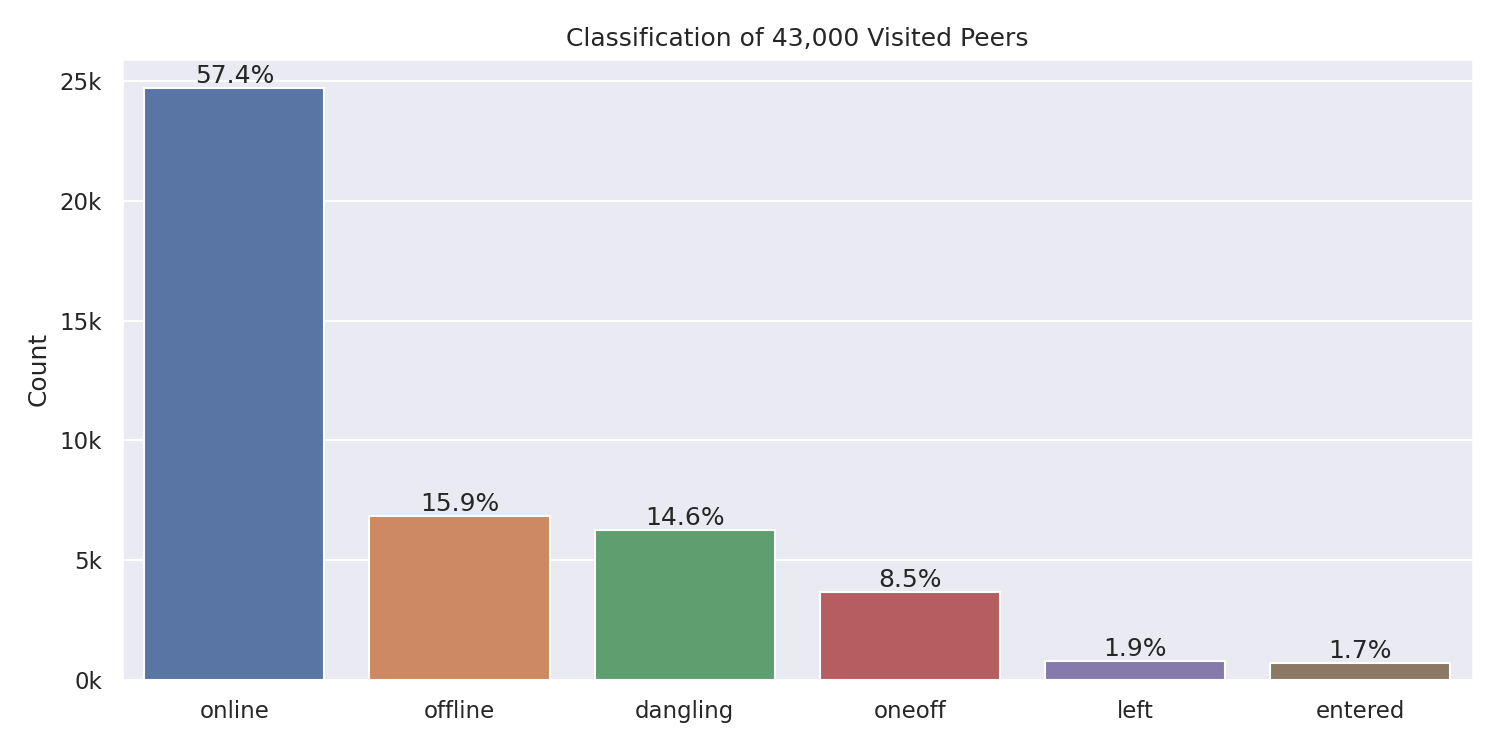 Classification of 43,000 Visited Peers
Count
25k
20k
15k
10k
5k
0k
57.4%
15.9%
14.6%
8.5%
1.9%
1.7%
online
offline
dangling
oneoff
left
entered